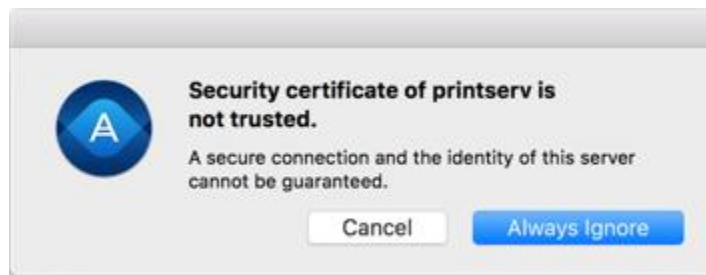 Security certificate of printserv is
not trusted.
A secure connection and the identity of this server
cannot be guaranteed.
Cancel
Always Ignore